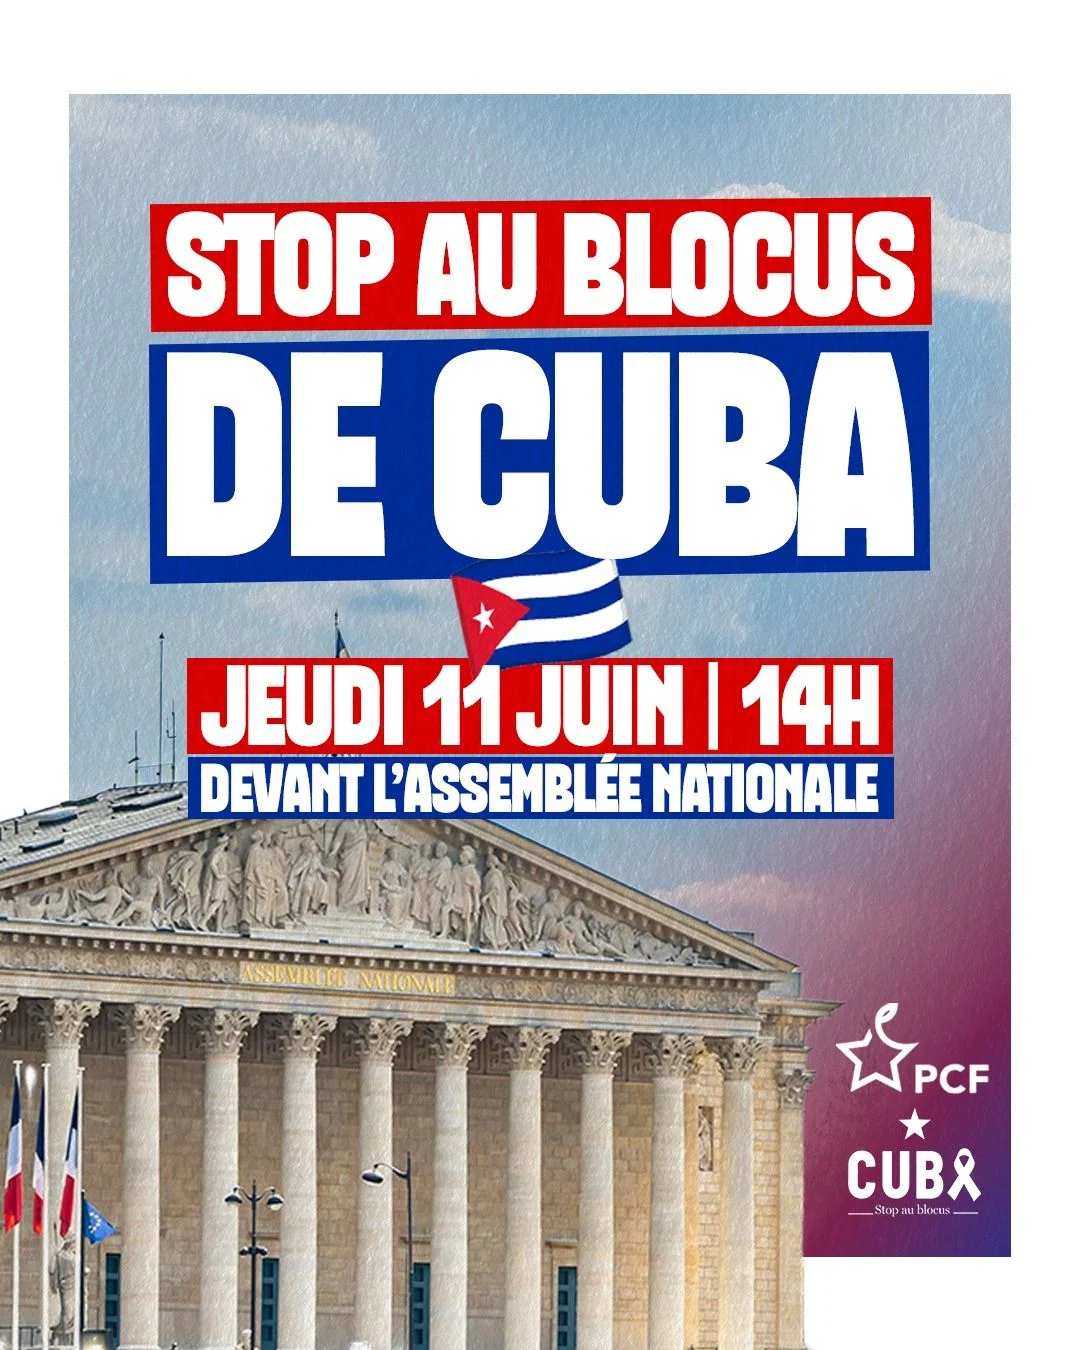 STOP AU BLOCUS
DE CUBA
JEUDI 11 JUIN | 14H
DEVANT L'ASSEMBLÉE NATIONALE
ASSEMBLÉE NATIONALE
PCF
CUBA
Stop au blocus